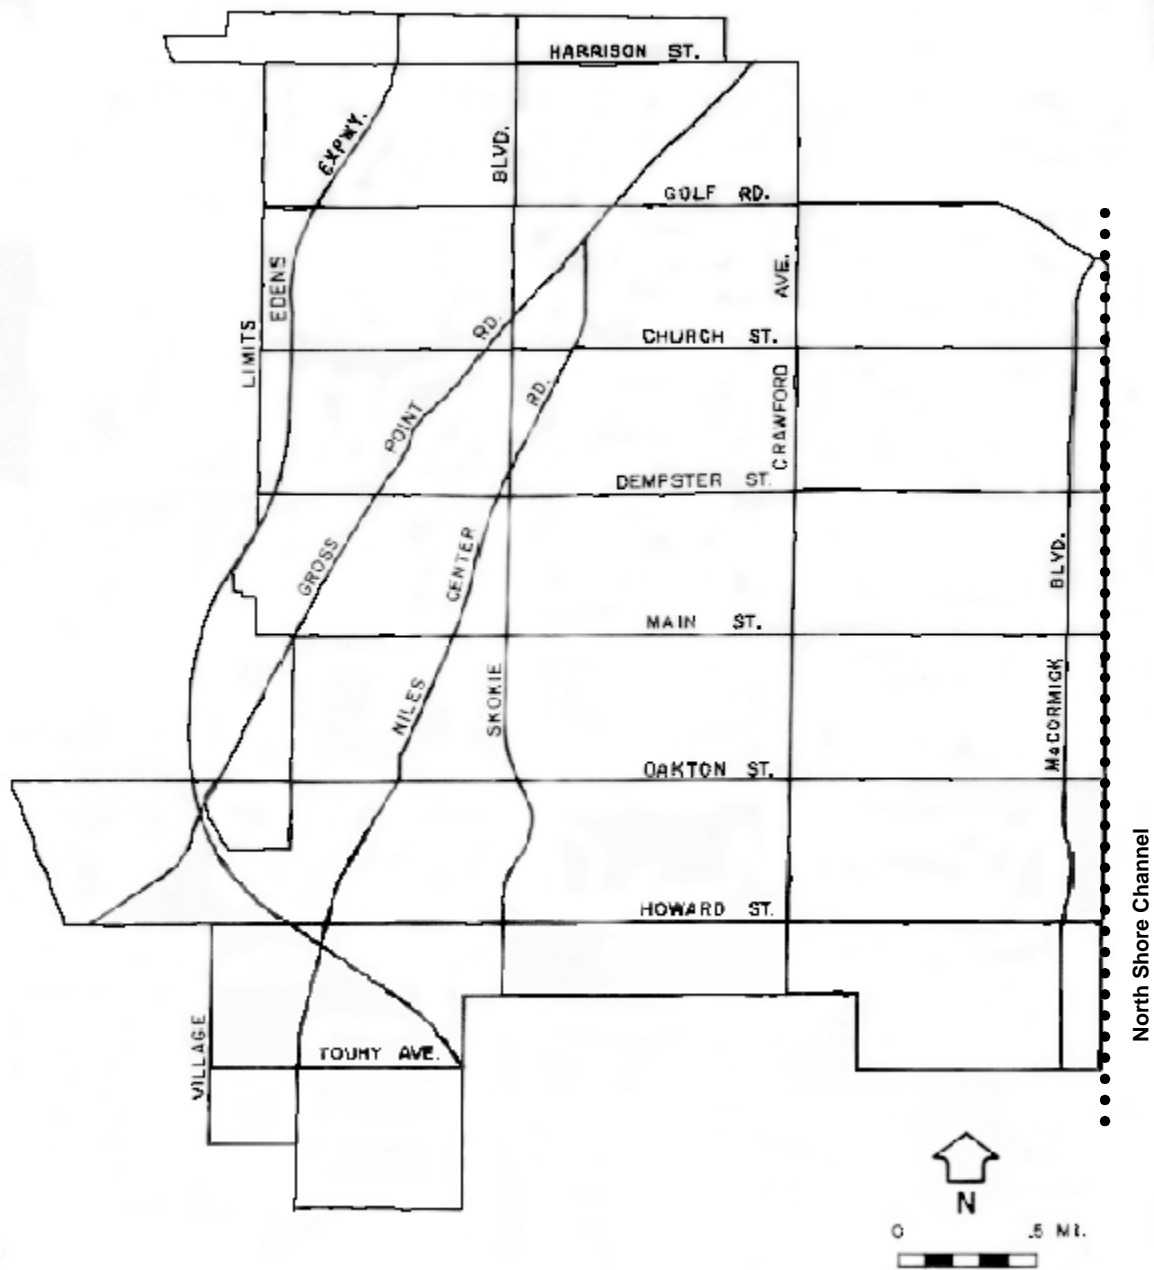 HARRISON ST.
EXPWY.
BLVD.
GOLF RD.
EDENS
AVE.
LIMITS
RD.
CHURCH ST.
RD.
POINT
CRAWFORD
DEMPSTER ST.
GROSS
CENTER
BLVD.
MAIN ST.
NILES
SKOKIE
McCORMICK
OAKTON ST.
HOWARD ST.
North Shore Channel
VILLAGE
TOUHY AVE.
N
0 .5 MI.